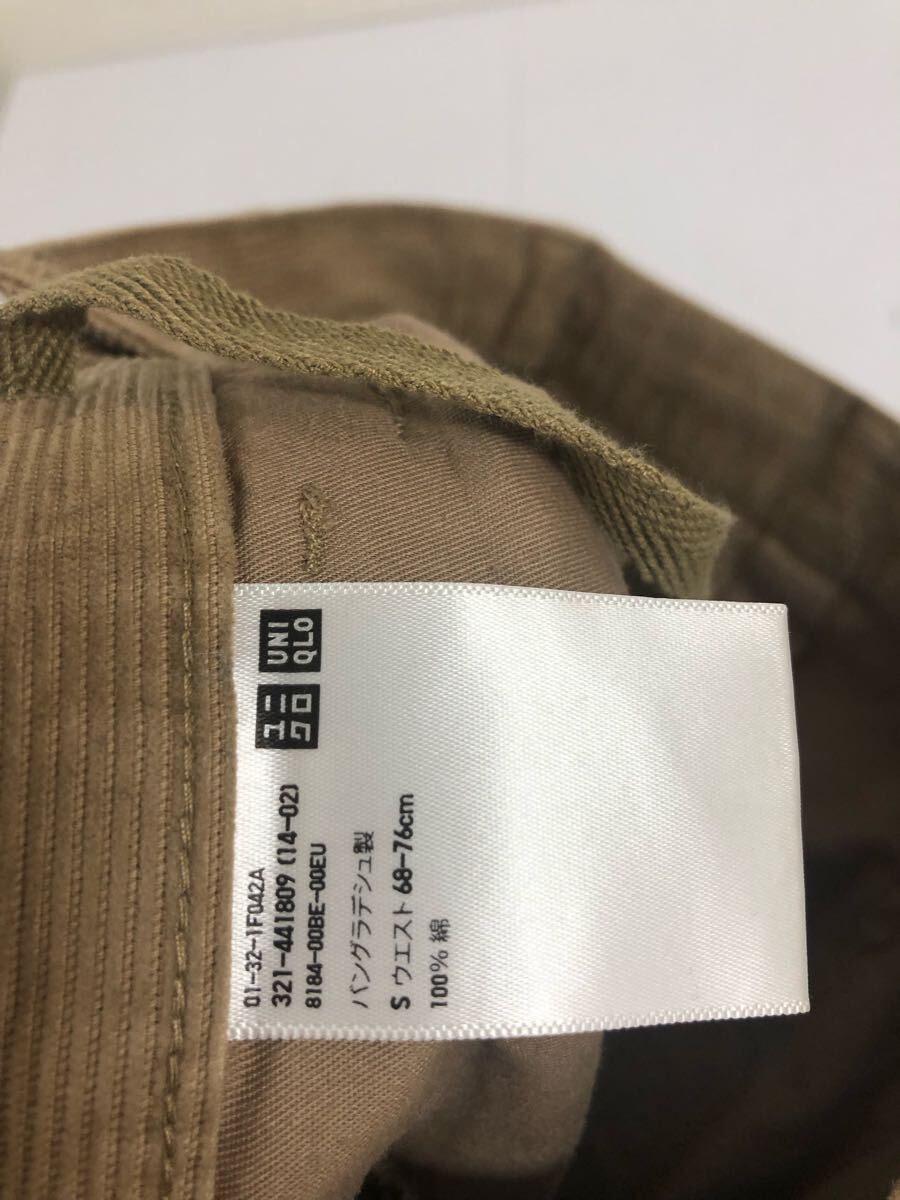 ユニ
クロ
UNI
QLO
01-32-1F042A
321-441809 (14-02)
8184-00BE-00EU
バングラデシュ製
S ウエスト 68-76cm
100% 綿